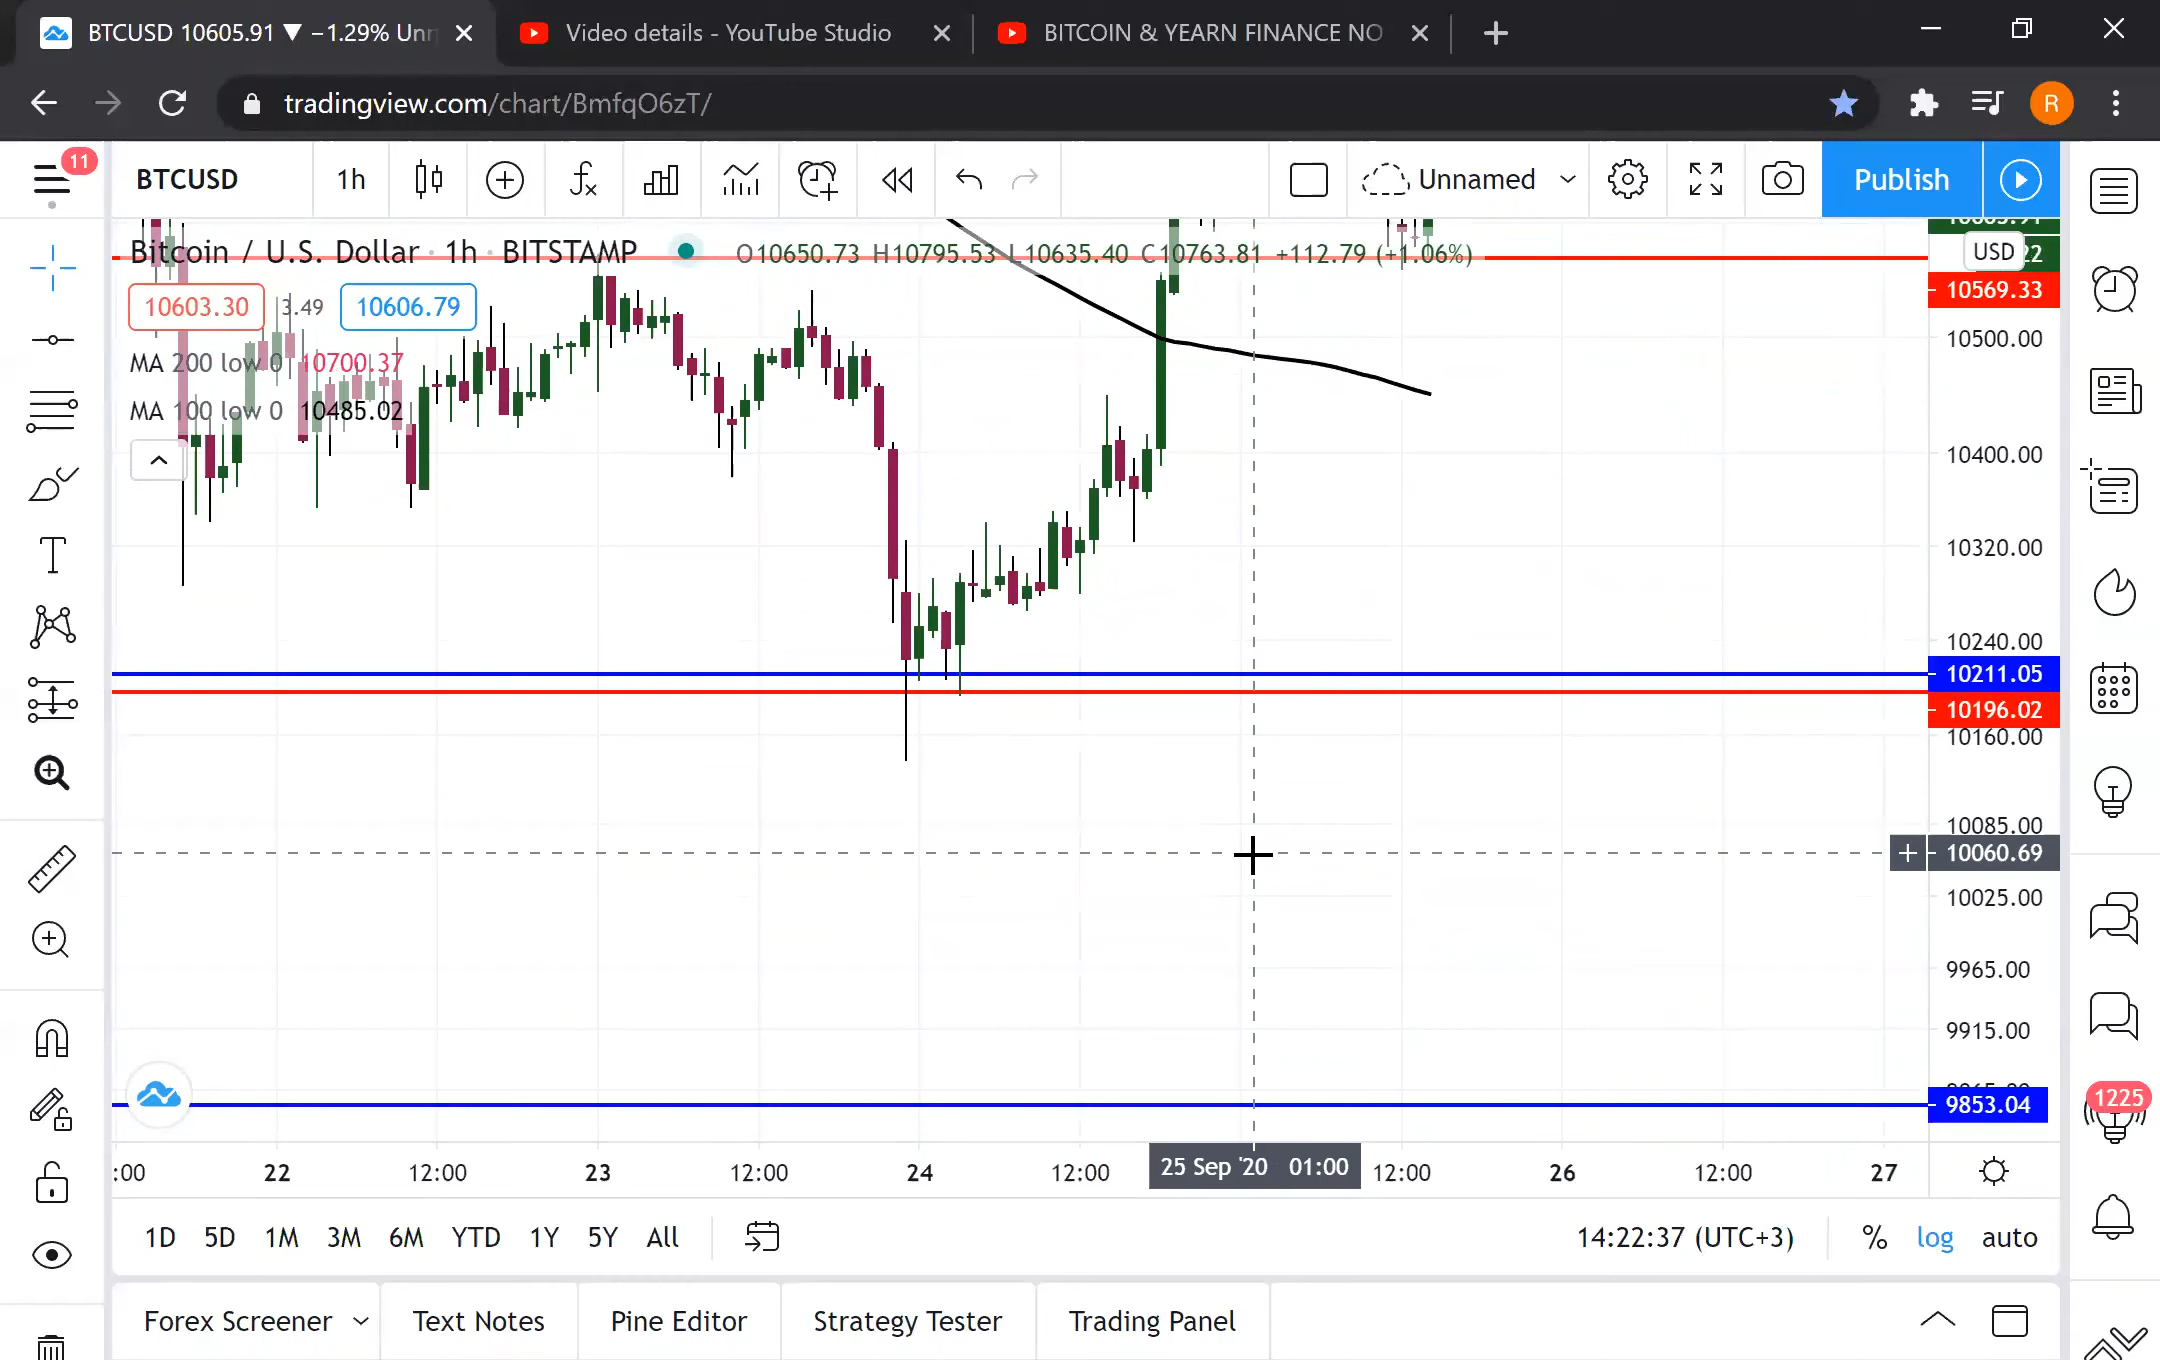 BTCUSD 10605.91 ▼ −1.29% Unn
Video details - YouTube Studio
BITCOIN & YEARN FINANCE NO
tradingview.com/chart/BmfqO6zT/
R
11
BTCUSD
1h
Unnamed
Publish
Bitcoin / U.S. Dollar · 1h · BITSTAMP
O10650.73 H10795.53 L10635.40 C10763.81 +112.79 (+1.06%)
USD
10603.30 3.49 10606.79
MA 200 low 0 10700.37
MA 100 low 0 10485.02
10569.33
10500.00
10400.00
10320.00
10240.00
10211.05
10196.02
10160.00
10085.00
10060.69
10025.00
9965.00
9915.00
9853.04
1225
:00 22 12:00 23 12:00 24 12:00 25 Sep '20 01:00 12:00 26 12:00 27
1D 5D 1M 3M 6M YTD 1Y 5Y All
14:22:37 (UTC+3) % log auto
Forex Screener Text Notes Pine Editor Strategy Tester Trading Panel